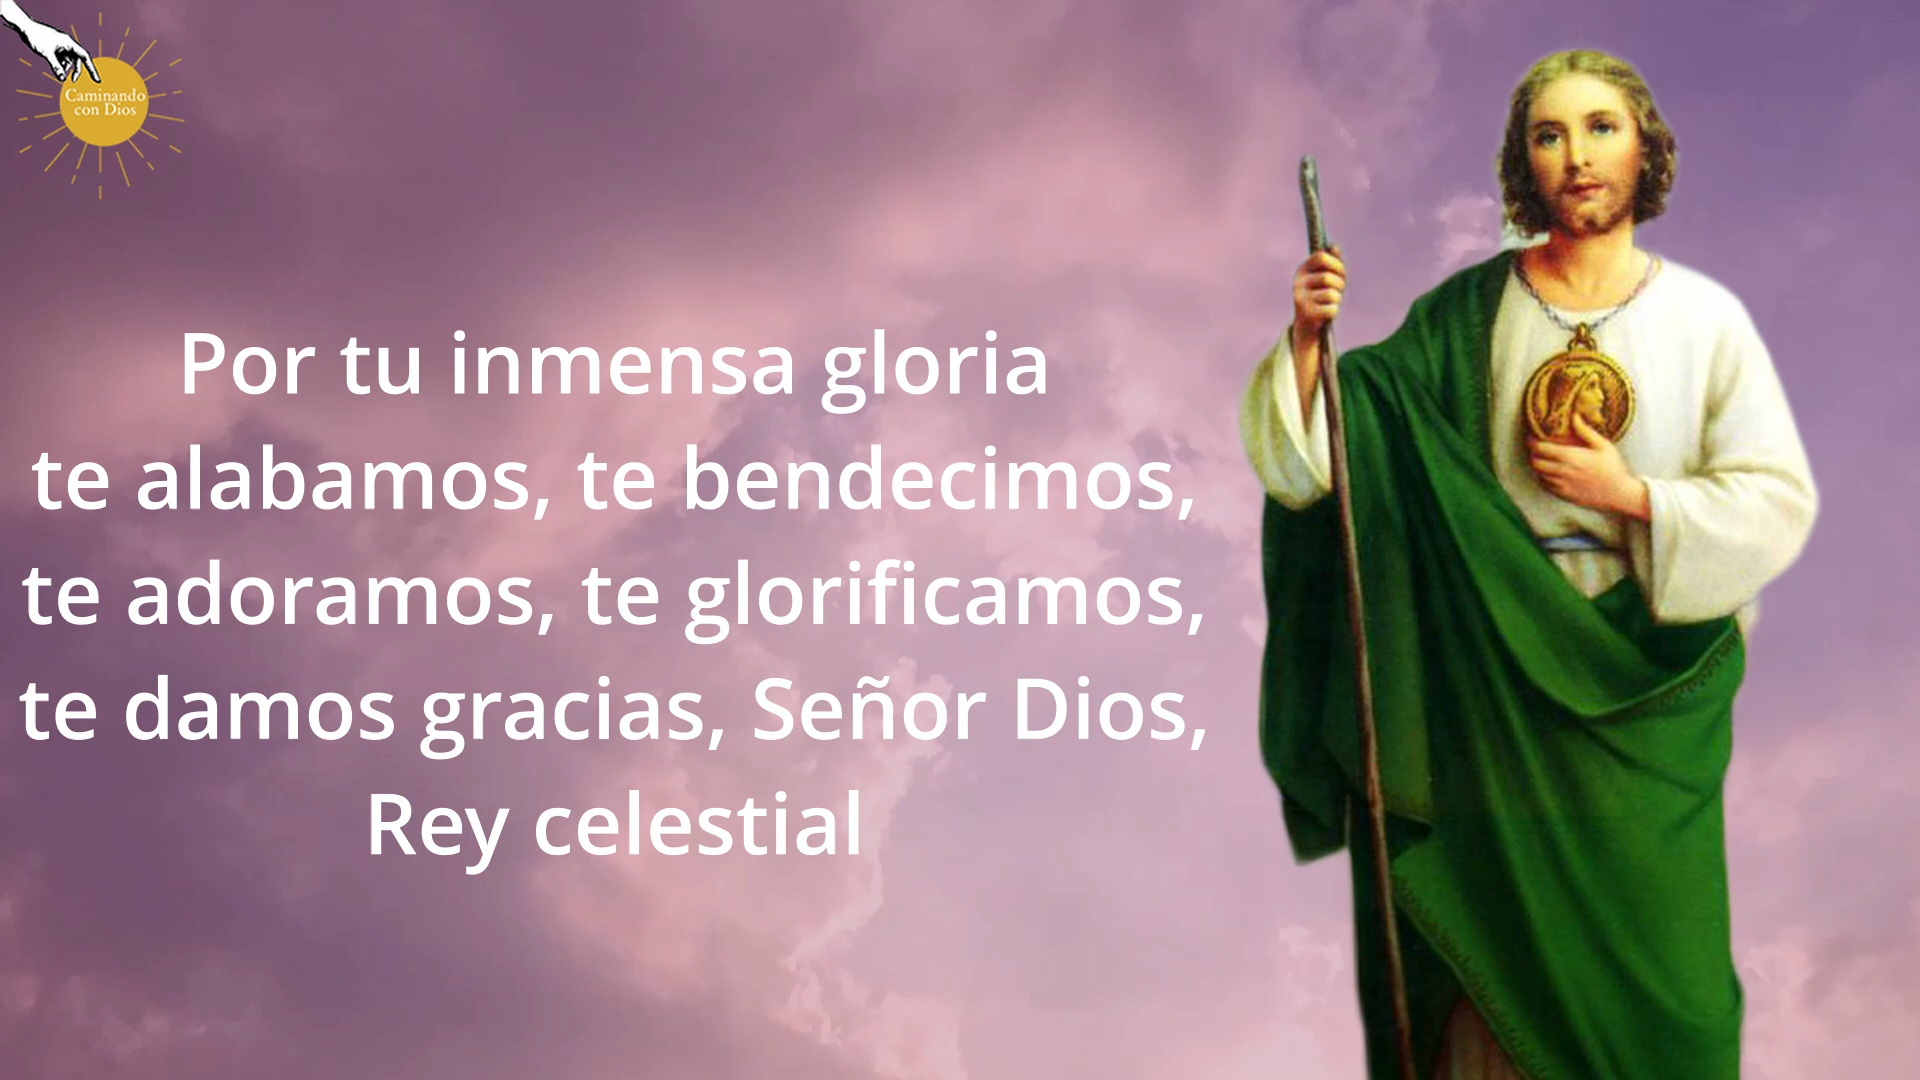 Caminando
con Dios
Por tu inmensa gloria
te alabamos, te bendecimos,
te adoramos, te glorificamos,
te damos gracias, Señor Dios,
Rey celestial